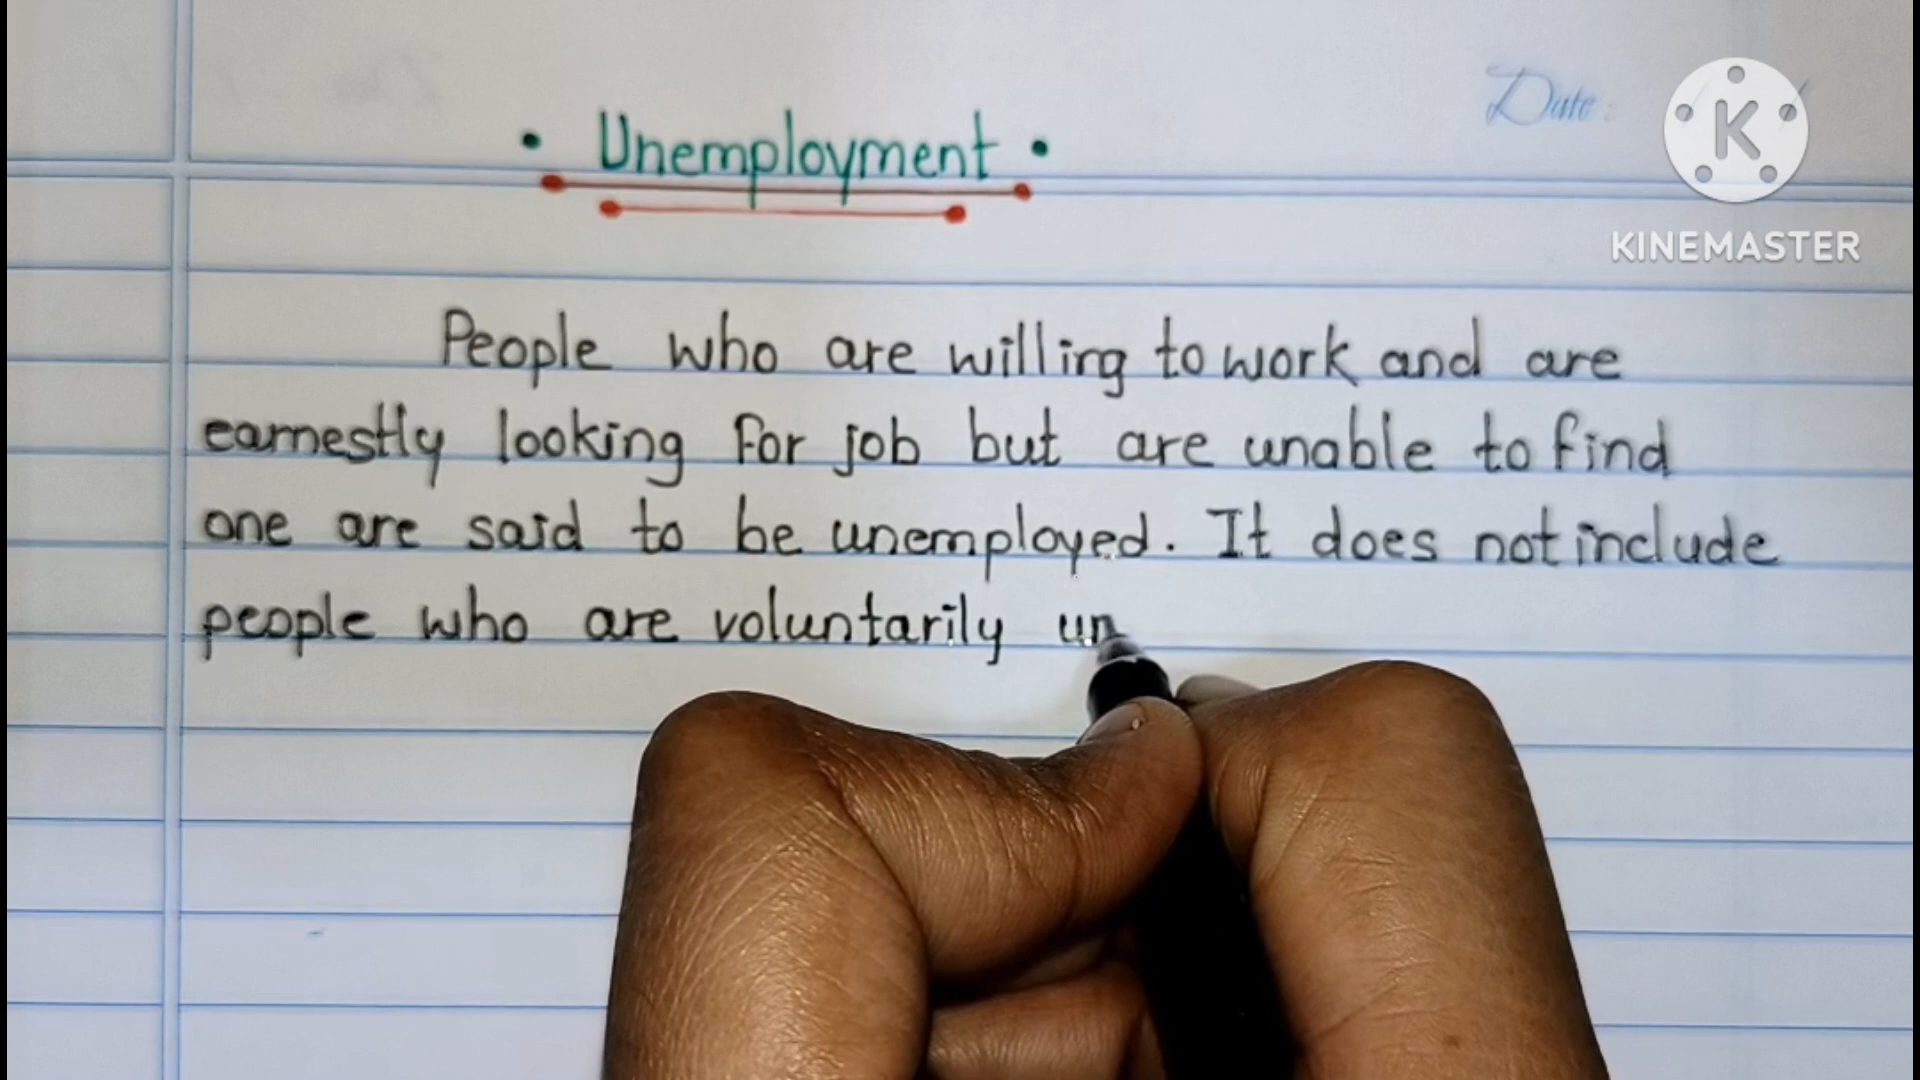 Date:
• Unemployment •
KINEMASTER
People who are willing to work and are
earnestly looking for job but are unable to find
one are said to be unemployed. It does not include
people who are voluntarily un